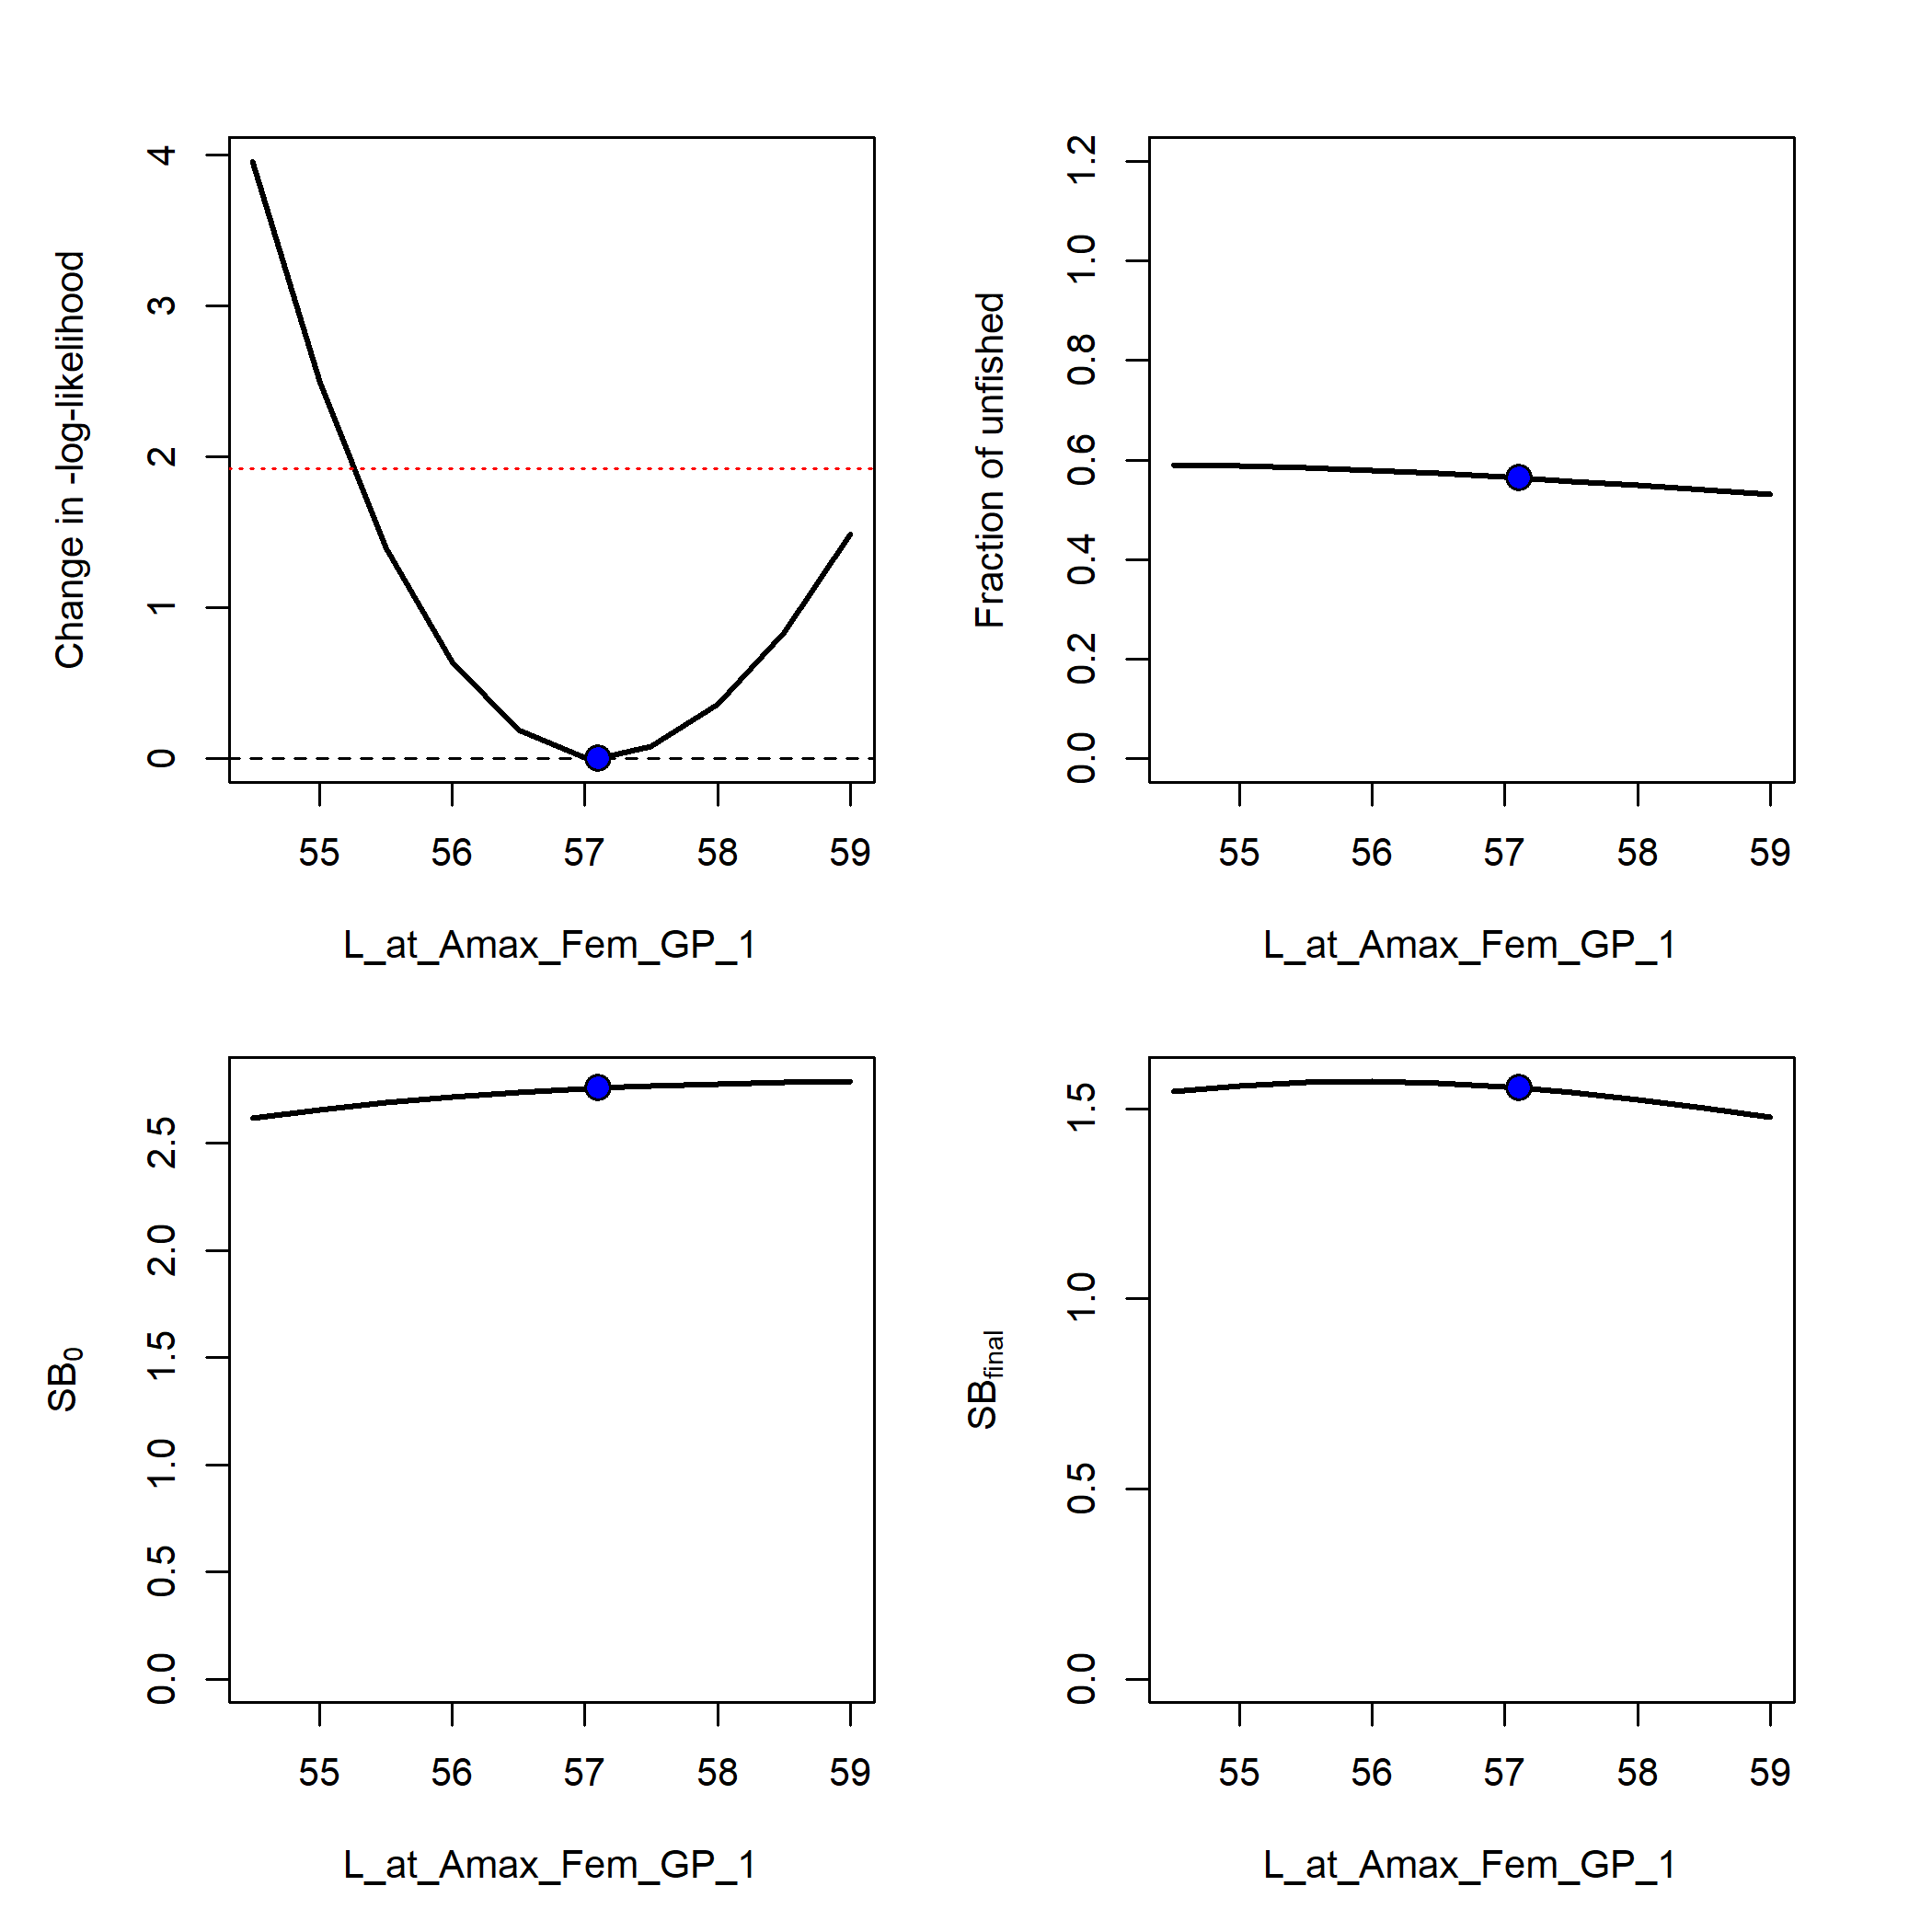 Change in -log-likelihood
4
3
2
1
0
55 56 57 58 59
L_at_Amax_Fem_GP_1
Fraction of unfished
1.2
1.0
0.8
0.6
0.4
0.2
0.0
55 56 57 58 59
L_at_Amax_Fem_GP_1
SB0
2.5
2.0
1.5
1.0
0.5
0.0
55 56 57 58 59
L_at_Amax_Fem_GP_1
SBfinal
1.5
1.0
0.5
0.0
55 56 57 58 59
L_at_Amax_Fem_GP_1